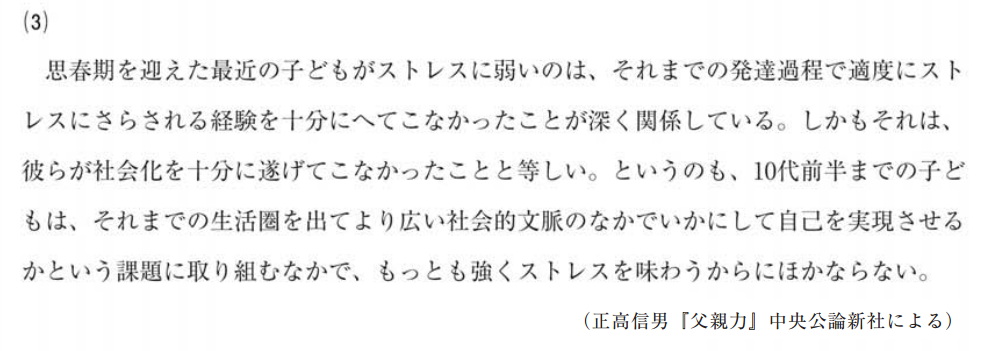 (3)
思春期を迎えた最近の子どもがストレスに弱いのは、それまでの発達過程で適度にスト
レスにさらされる経験を十分にへてこなかったことが深く関係している。しかもそれは、
彼らが社会化を十分に遂げてこなかったことと等しい。というのも、10代前半までの子ど
もは、それまでの生活圏を出てより広い社会的文脈のなかでいかにして自己を実現させる
かという課題に取り組むなかで、もっとも強くストレスを味わうからにほかならない。
（正高信男『父親力』中央公論新社による）